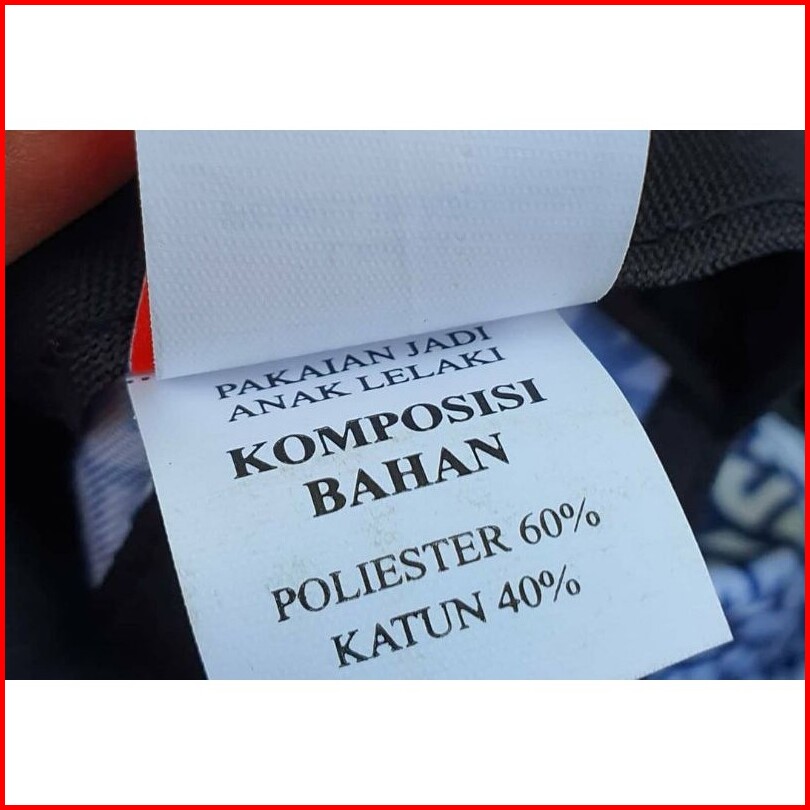 PAKAIAN JADI
ANAK LELAKI
KOMPOSISI
BAHAN
POLIESTER 60%
KATUN 40%